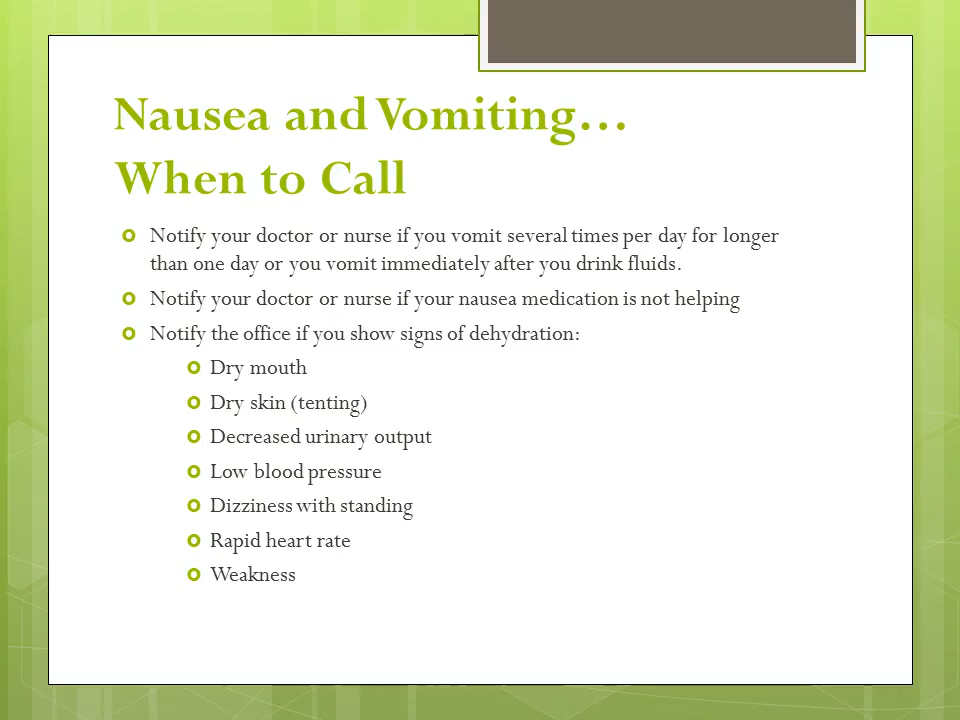 Nausea and Vomiting…
When to Call
Notify your doctor or nurse if you vomit several times per day for longer
than one day or you vomit immediately after you drink fluids.
Notify your doctor or nurse if your nausea medication is not helping
Notify the office if you show signs of dehydration:
Dry mouth
Dry skin (tenting)
Decreased urinary output
Low blood pressure
Dizziness with standing
Rapid heart rate
Weakness